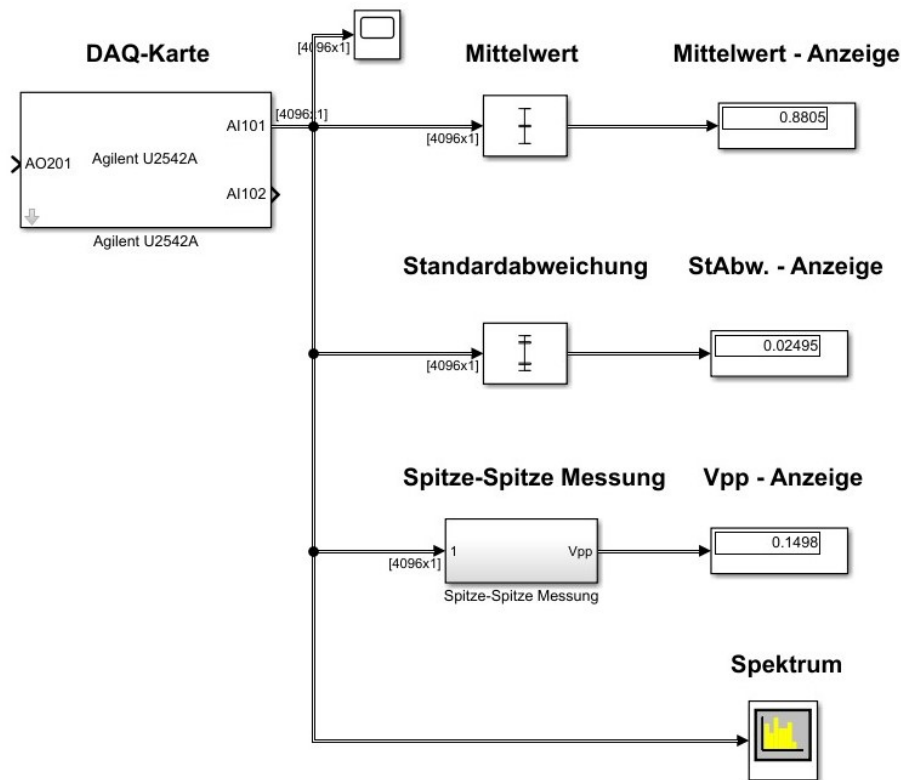 [4096x1]
DAQ-Karte
Mittelwert
Mittelwert - Anzeige
AI101
[4096x1]
[4096x1]
0.8805
AO201
Agilent U2542A
AI102
Agilent U2542A
Standardabweichung
StAbw. - Anzeige
[4096x1]
0.02495
Spitze-Spitze Messung
Vpp - Anzeige
[4096x1]
1
Vpp
0.1498
Spitze-Spitze Messung
Spektrum